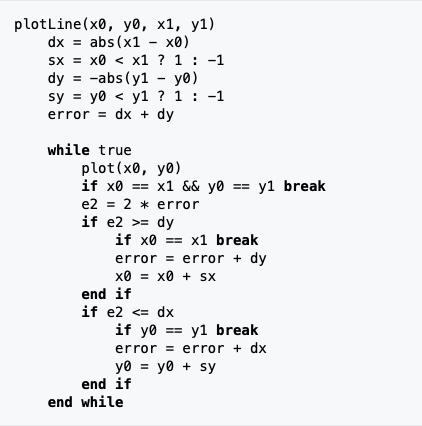 plotLine(x0, y0, x1, y1)
    dx = abs(x1 - x0)
    sx = x0 < x1 ? 1 : -1
    dy = -abs(y1 - y0)
    sy = y0 < y1 ? 1 : -1
    error = dx + dy

    while true
        plot(x0, y0)
        if x0 == x1 && y0 == y1 break
        e2 = 2 * error
        if e2 >= dy
            if x0 == x1 break
            error = error + dy
            x0 = x0 + sx
        end if
        if e2 <= dx
            if y0 == y1 break
            error = error + dx
            y0 = y0 + sy
        end if
    end while